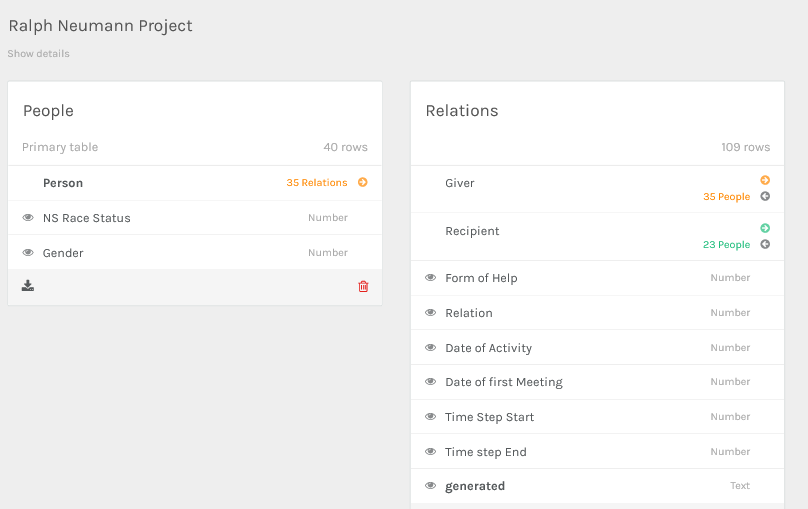 Ralph Neumann Project
Show details
People
Primary table 40 rows
Person 35 Relations
NS Race Status Number
Gender Number
Relations
109 rows
Giver
35 People
Recipient
23 People
Form of Help Number
Relation Number
Date of Activity Number
Date of first Meeting Number
Time Step Start Number
Time step End Number
generated Text